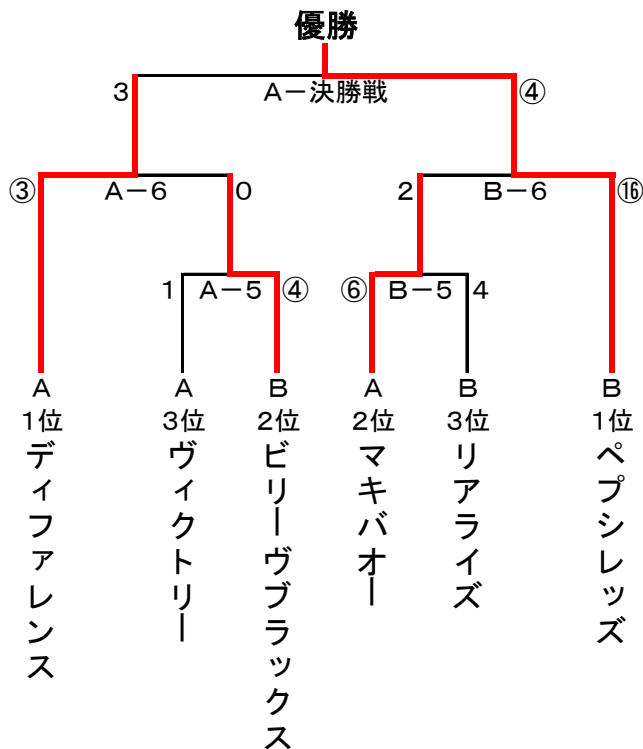 優勝
3 A－決勝戦 ④
③ A－6 0 2 B－6 ⑯
1 A－5 ④ ⑥ B－5 4
A A B A B B
1位 3位 2位 2位 3位 1位
ディファレンス
ヴィクトリー
ビリーヴブラックス
マキバオー
リアライズ
ペプシレッズ